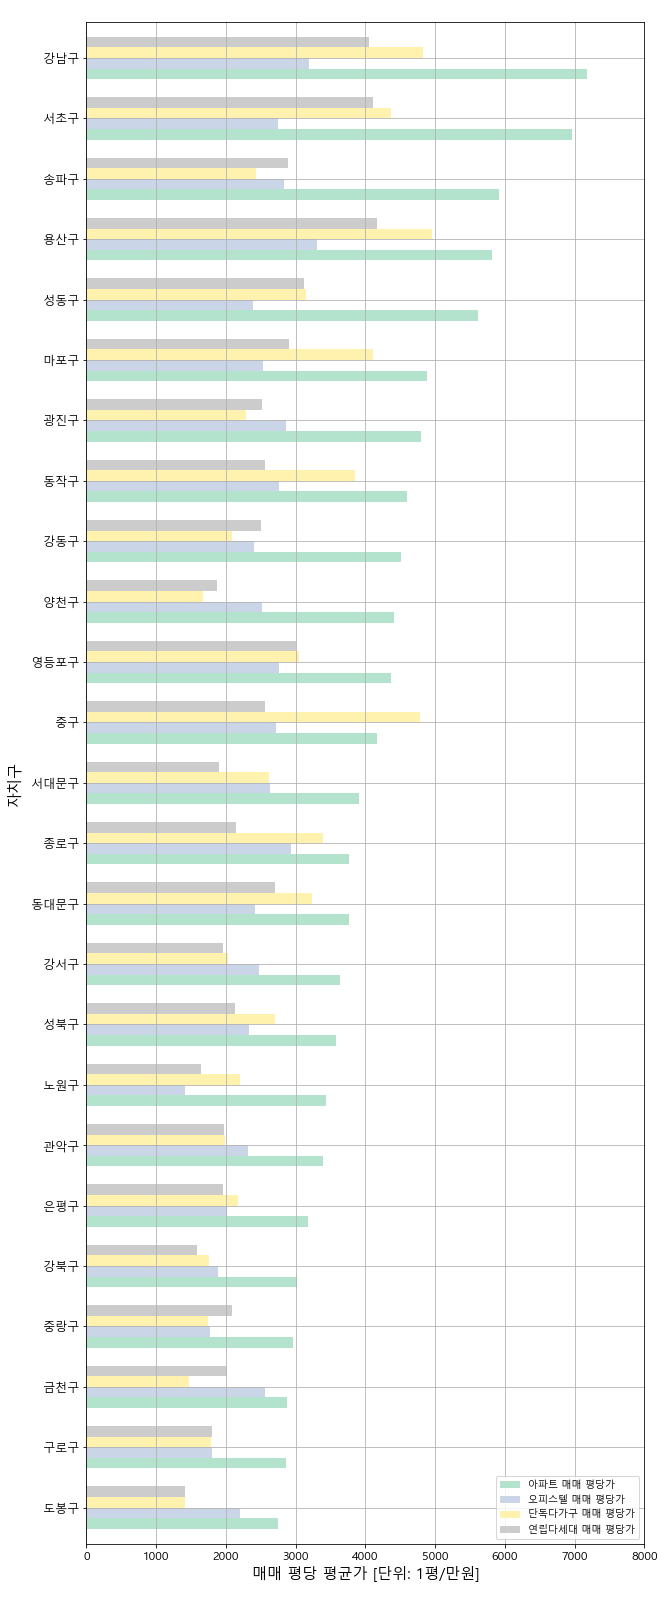 강남구
서초구
송파구
용산구
성동구
마포구
광진구
동작구
강동구
양천구
영등포구
중구
서대문구
종로구
동대문구
강서구
성북구
노원구
관악구
은평구
강북구
중랑구
금천구
구로구
도봉구
자치구
아파트 매매 평당가
오피스텔 매매 평당가
단독다가구 매매 평당가
연립다세대 매매 평당가
0 1000 2000 3000 4000 5000 6000 7000 8000
매매 평당 평균가 [단위: 1평/만원]